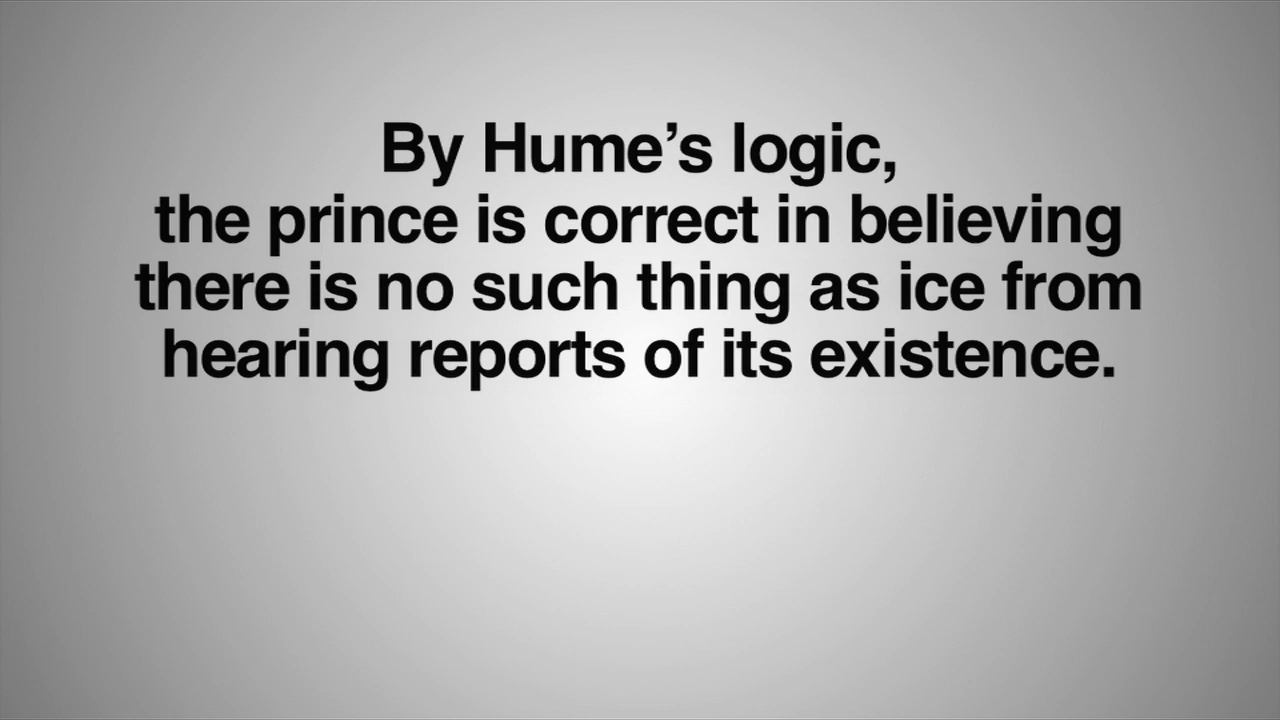 By Hume’s logic,
the prince is correct in believing
there is no such thing as ice from
hearing reports of its existence.